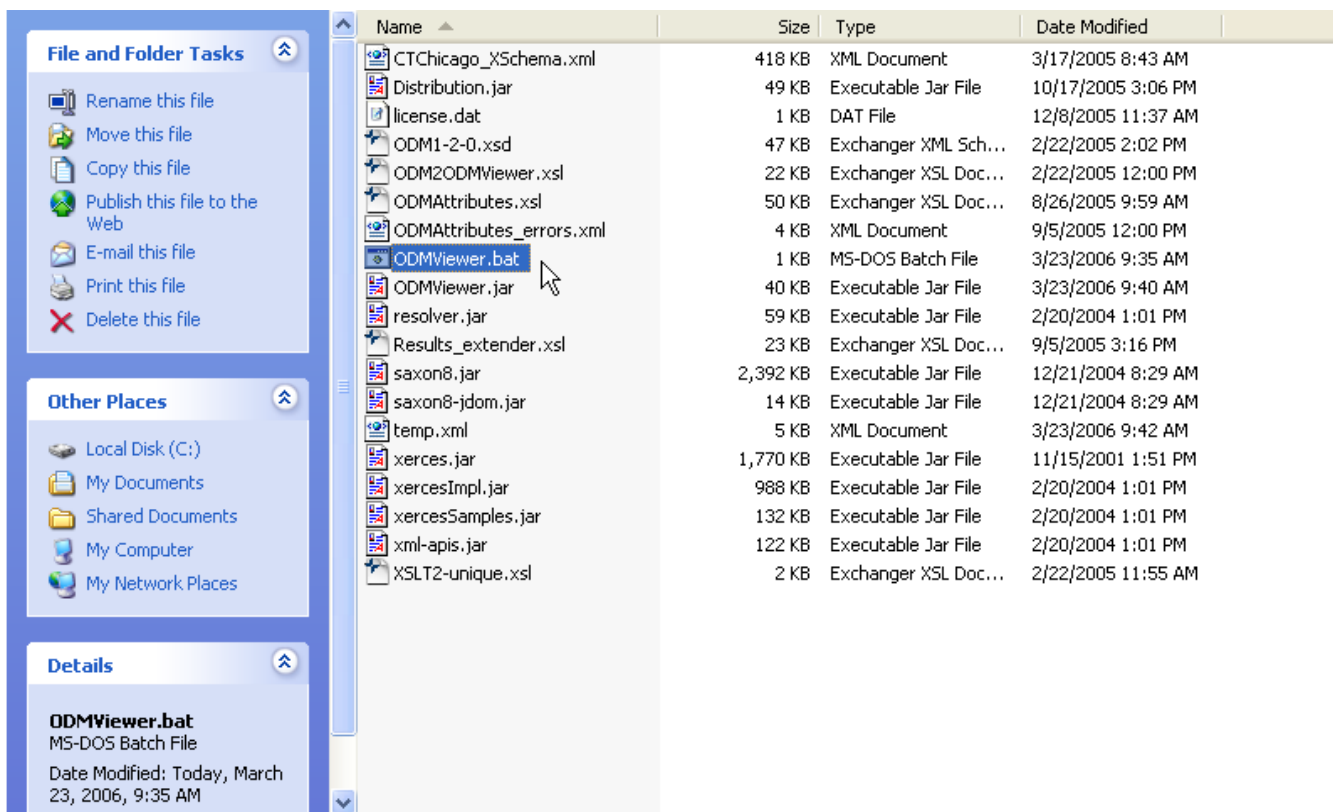 File and Folder Tasks
Rename this file
Move this file
Copy this file
Publish this file to the
Web
E-mail this file
Print this file
Delete this file
Other Places
Local Disk (C:)
My Documents
Shared Documents
My Computer
My Network Places
Details
ODMViewer.bat
MS-DOS Batch File
Date Modified: Today, March
23, 2006, 9:35 AM
Name Size Type Date Modified
CTChicago_XSchema.xml 418 KB XML Document 3/17/2005 8:43 AM
Distribution.jar 49 KB Executable Jar File 10/17/2005 3:06 PM
license.dat 1 KB DAT File 12/8/2005 11:37 AM
ODM1-2-0.xsd 47 KB Exchanger XML Sch... 2/22/2005 2:02 PM
ODM2ODMViewer.xsl 22 KB Exchanger XSL Doc... 2/22/2005 12:00 PM
ODMAttributes.xsl 50 KB Exchanger XSL Doc... 8/26/2005 9:59 AM
ODMAttributes_errors.xml 4 KB XML Document 9/5/2005 12:00 PM
ODMViewer.bat 1 KB MS-DOS Batch File 3/23/2006 9:35 AM
ODMViewer.jar 40 KB Executable Jar File 3/23/2006 9:40 AM
resolver.jar 59 KB Executable Jar File 2/20/2004 1:01 PM
Results_extender.xsl 23 KB Exchanger XSL Doc... 9/5/2005 3:16 PM
saxon8.jar 2,392 KB Executable Jar File 12/21/2004 8:29 AM
saxon8-jdom.jar 14 KB Executable Jar File 12/21/2004 8:29 AM
temp.xml 5 KB XML Document 3/23/2006 9:42 AM
xerces.jar 1,770 KB Executable Jar File 11/15/2001 1:51 PM
xercesImpl.jar 988 KB Executable Jar File 2/20/2004 1:01 PM
xercesSamples.jar 132 KB Executable Jar File 2/20/2004 1:01 PM
xml-apis.jar 122 KB Executable Jar File 2/20/2004 1:01 PM
XSLT2-unique.xsl 2 KB Exchanger XSL Doc... 2/22/2005 11:55 AM